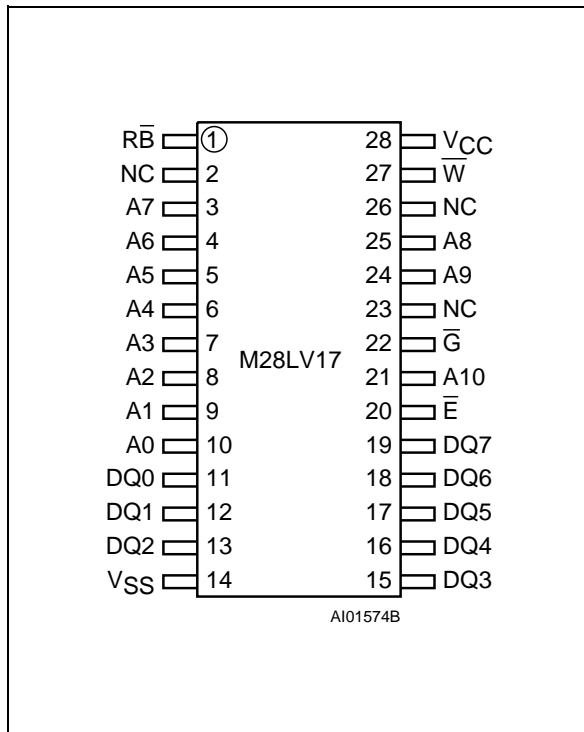 RB̅ 1 28 VCC
NC 2 27 W̅
A7 3 26 NC
A6 4 25 A8
A5 5 24 A9
A4 6 23 NC
A3 7 22 G̅
M28LV17
A2 8 21 A10
A1 9 20 E̅
A0 10 19 DQ7
DQ0 11 18 DQ6
DQ1 12 17 DQ5
DQ2 13 16 DQ4
VSS 14 15 DQ3
AI01574B